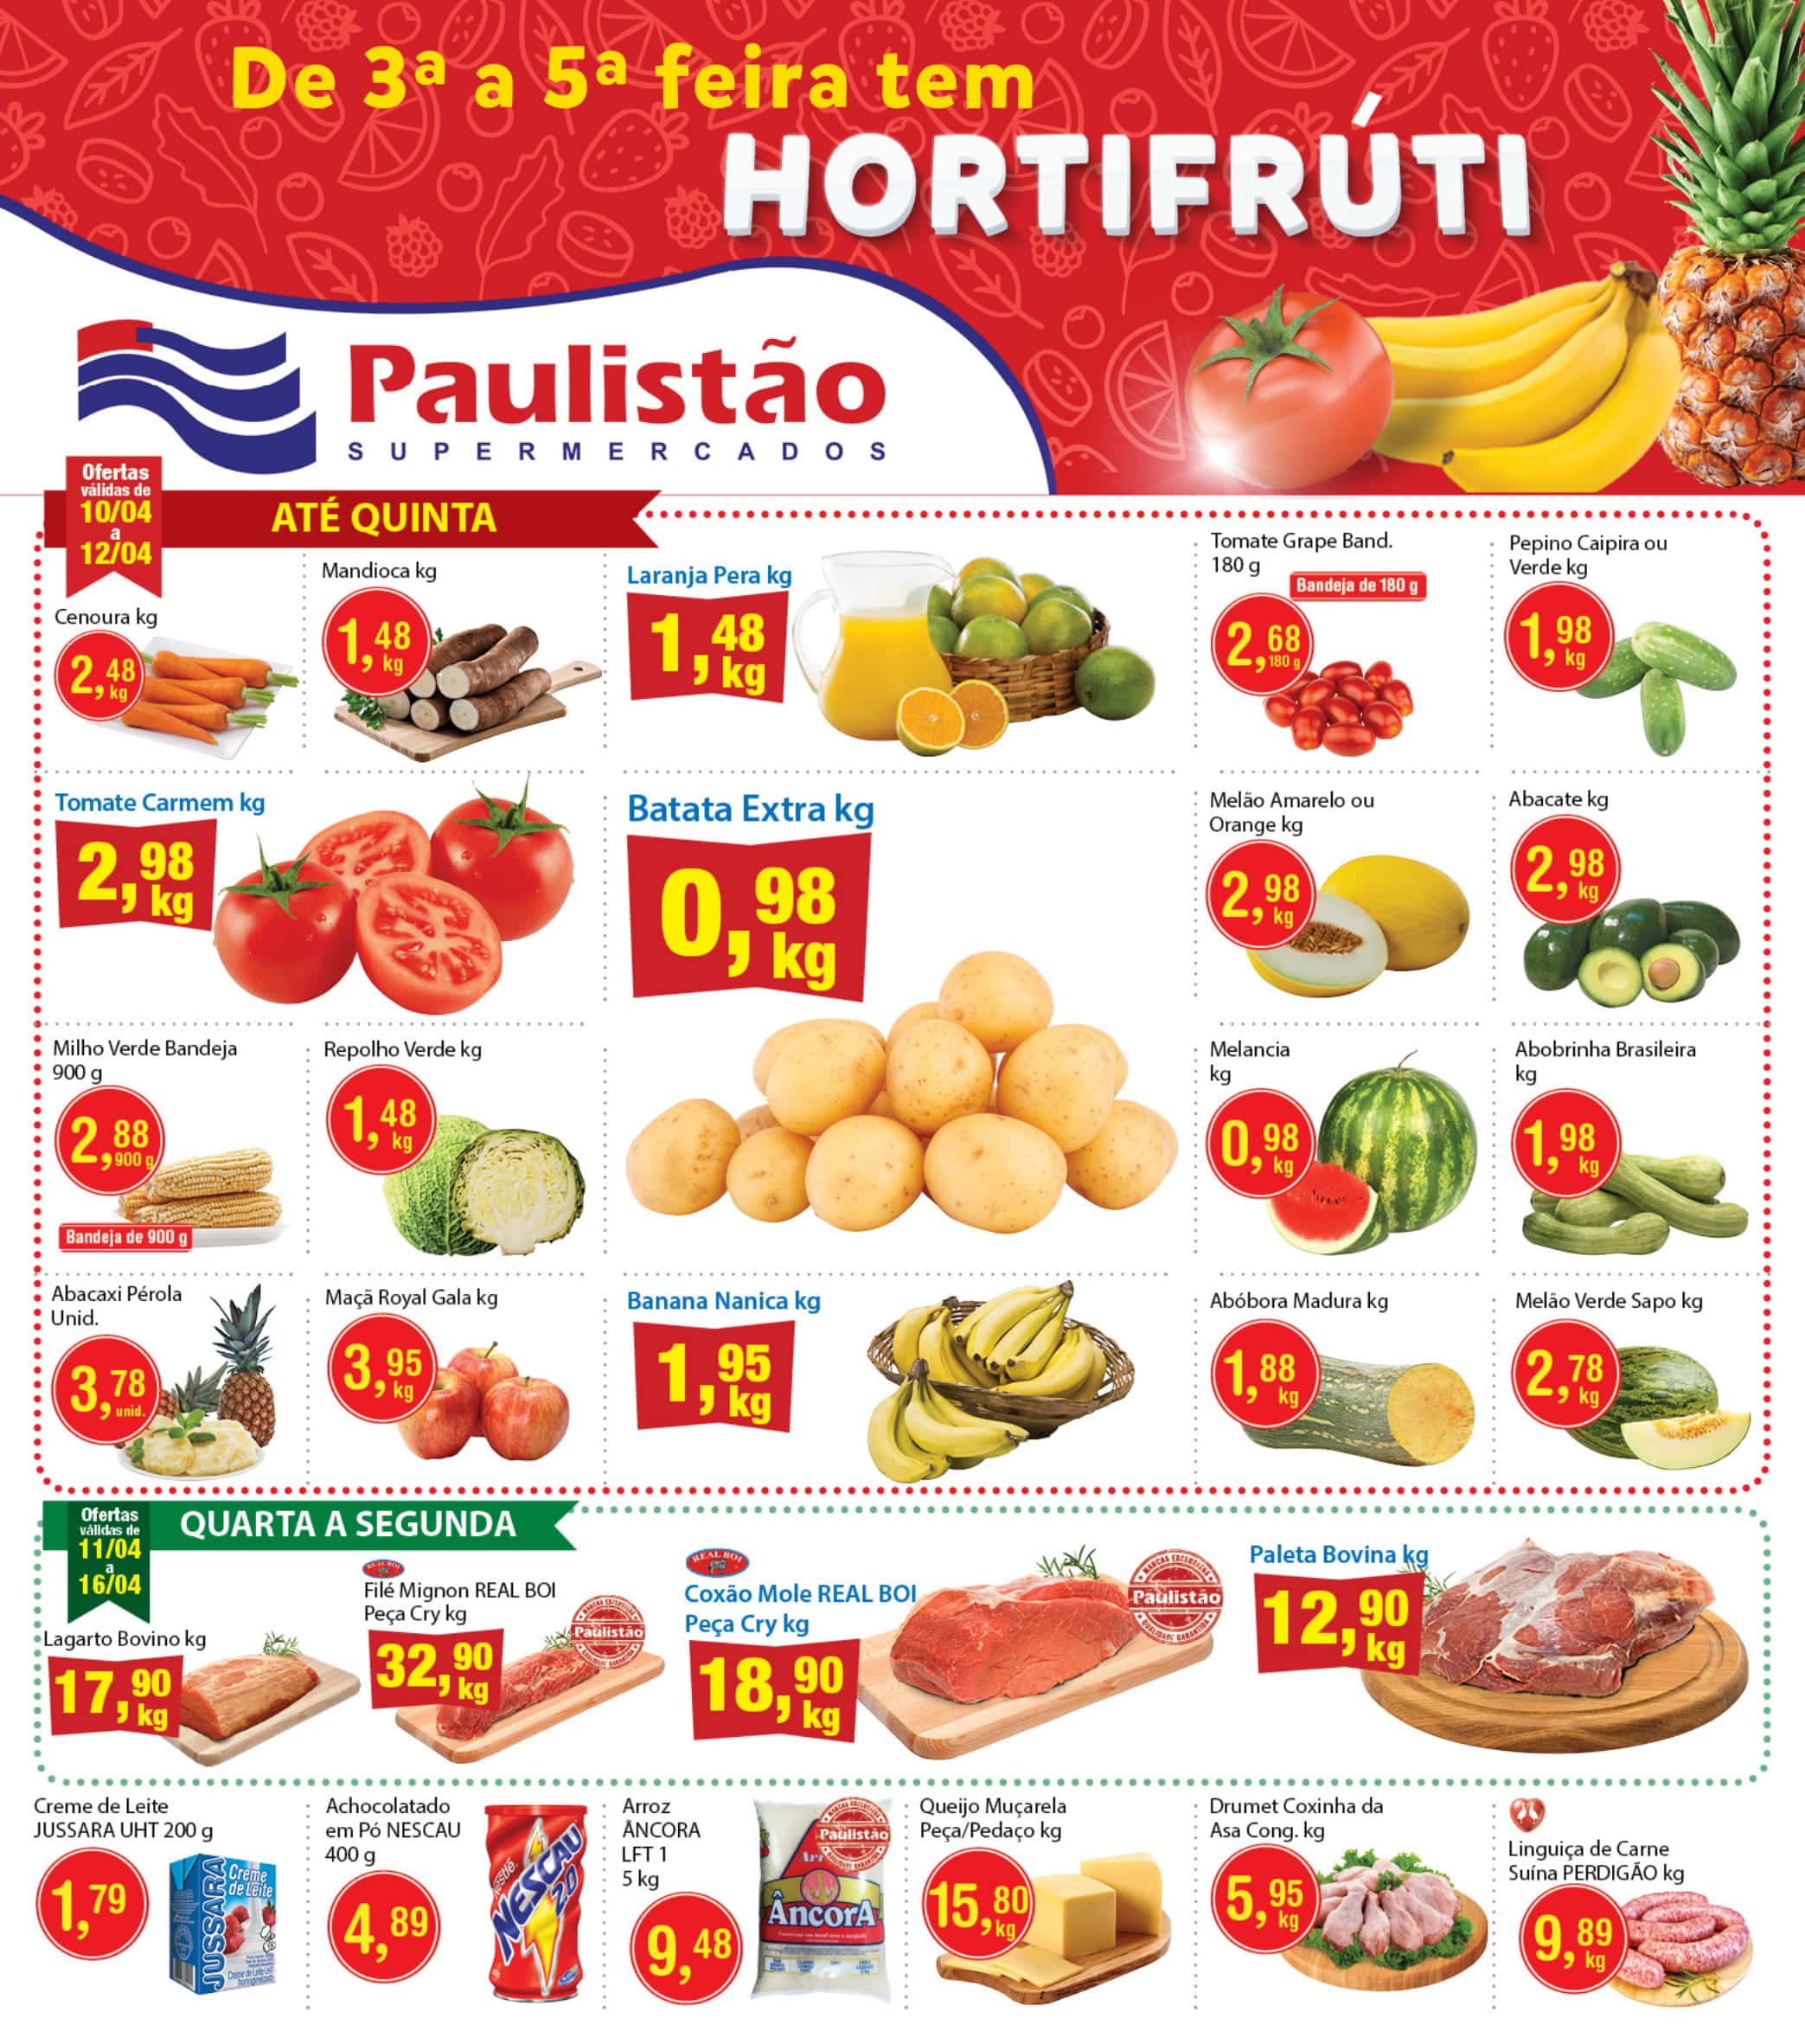 De 3ª a 5ª feira tem
HORTIFRÚTI
Paulistão
SUPERMERCADOS
Ofertas
válidas de
10/04
a
12/04
ATÉ QUINTA
Cenoura kg
2,48
kg
Mandioca kg
1,48
kg
Laranja Pera kg
1,48
kg
Tomate Grape Band.
180 g
Bandeja de 180 g
2,68
180 g
Pepino Caipira ou
Verde kg
1,98
kg
Tomate Carmem kg
2,98
kg
Batata Extra kg
0,98
kg
Melão Amarelo ou
Orange kg
2,98
kg
Abacate kg
2,98
kg
Milho Verde Bandeja
900 g
2,88
900 g
Bandeja de 900 g
Repolho Verde kg
1,48
kg
Melancia
kg
0,98
kg
Abobrinha Brasileira
kg
1,98
kg
Abacaxi Pérola
Unid.
3,78
unid.
Maçã Royal Gala kg
3,95
kg
Banana Nanica kg
1,95
kg
Abóbora Madura kg
1,88
kg
Melão Verde Sapo kg
2,78
kg
Ofertas
válidas de
11/04
a
16/04
QUARTA A SEGUNDA
Lagarto Bovino kg
17,90
kg
REAL BOI
Filé Mignon REAL BOI
Peça Cry kg
32,90
kg
Paulistão
REAL BOI
Coxão Mole REAL BOI
Peça Cry kg
18,90
kg
MARCAS EXCLUSIVAS
Paulistão
QUALIDADE GARANTIDA
Paleta Bovina kg
12,90
kg
Creme de Leite
JUSSARA UHT 200 g
1,79
JUSSARA
Creme
de Leite
Achocolatado
em Pó NESCAU
400 g
4,89
Nestlé
NESCAU
2.0
Arroz
ÂNCORA
LFT 1
5 kg
9,48
Paulistão
ÂncorA
Queijo Muçarela
Peça/Pedaço kg
15,80
kg
Drumet Coxinha da
Asa Cong. kg
5,95
kg
Linguiça de Carne
Suína PERDIGÃO kg
9,89
kg